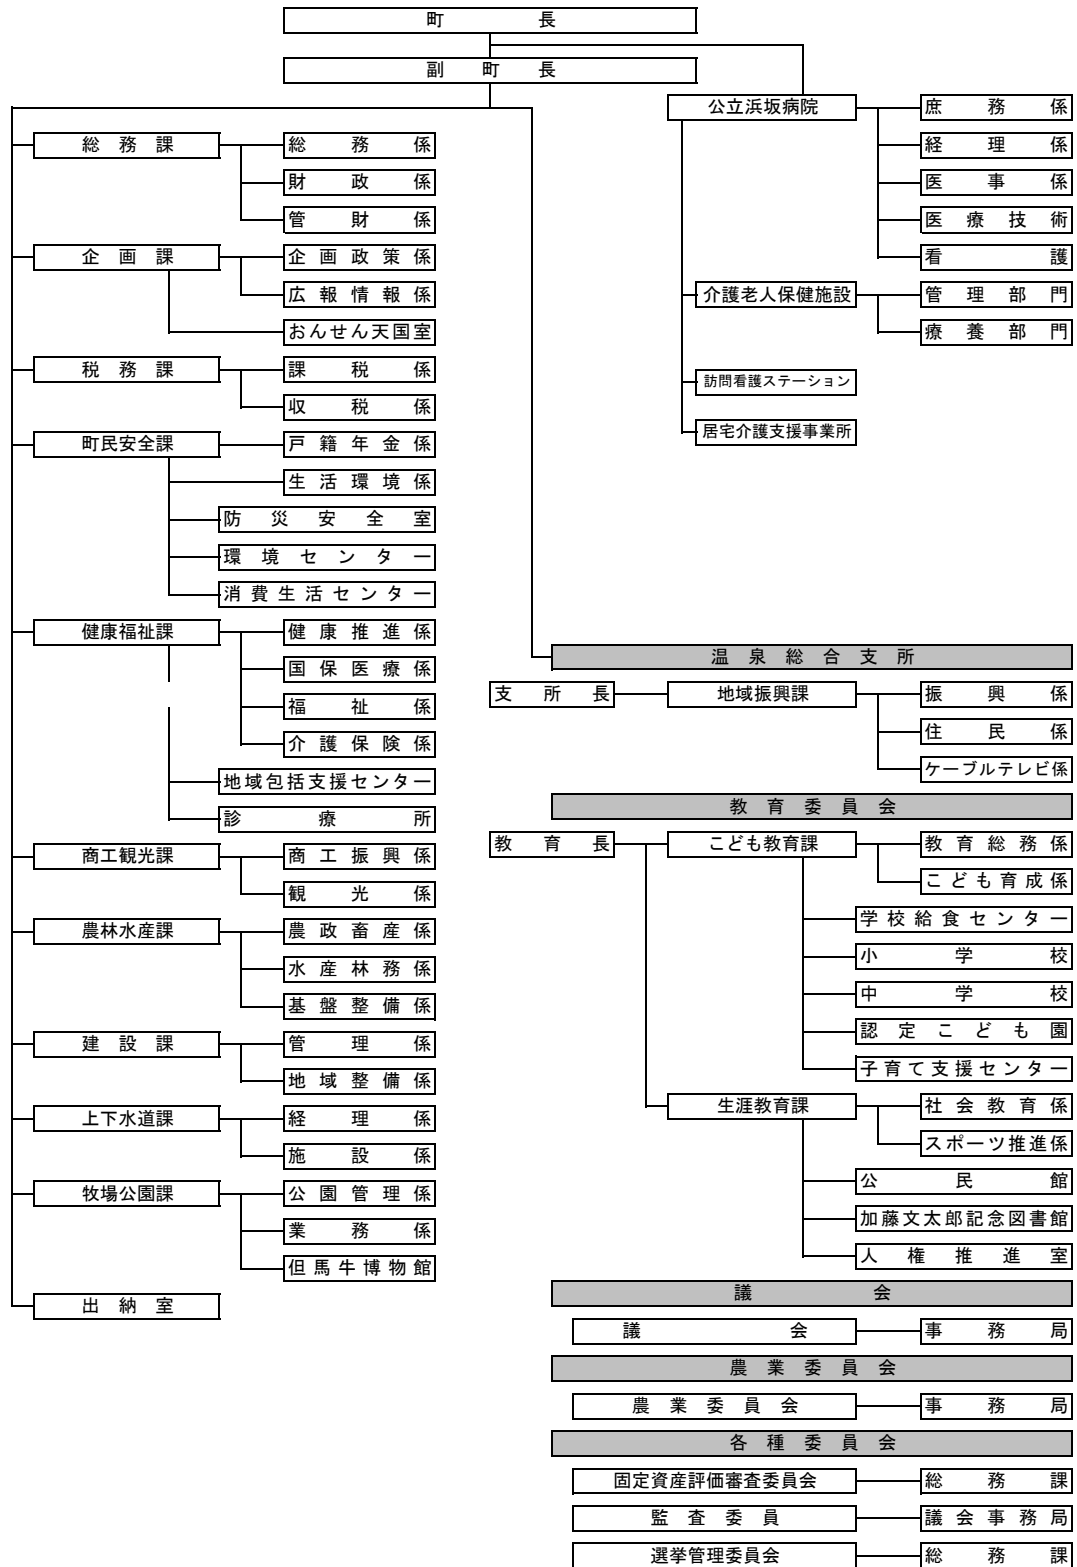 町長
副町長
総務課
総務係
財政係
管財係
企画課
企画政策係
広報情報係
おんせん天国室
税務課
課税係
収税係
町民安全課
戸籍年金係
生活環境係
防災安全室
環境センター
消費生活センター
健康福祉課
健康推進係
国保医療係
福祉係
介護保険係
地域包括支援センター
診療所
商工観光課
商工振興係
観光係
農林水産課
農政畜産係
水産林務係
基盤整備係
建設課
管理係
地域整備係
上下水道課
経理係
施設係
牧場公園課
公園管理係
業務係
但馬牛博物館
出納室
公立浜坂病院
庶務係
経理係
医事係
医療技術
看護
介護老人保健施設
管理部門
療養部門
訪問看護ステーション
居宅介護支援事業所
温泉総合支所
支所長
地域振興課
振興係
住民係
ケーブルテレビ係
教育委員会
教育長
こども教育課
教育総務係
こども育成係
学校給食センター
小学校
中学校
認定こども園
子育て支援センター
生涯教育課
社会教育係
スポーツ推進係
公民館
加藤文太郎記念図書館
人権推進室
議会
議会
事務局
農業委員会
農業委員会
事務局
各種委員会
固定資産評価審査委員会
総務課
監査委員
議会事務局
選挙管理委員会
総務課